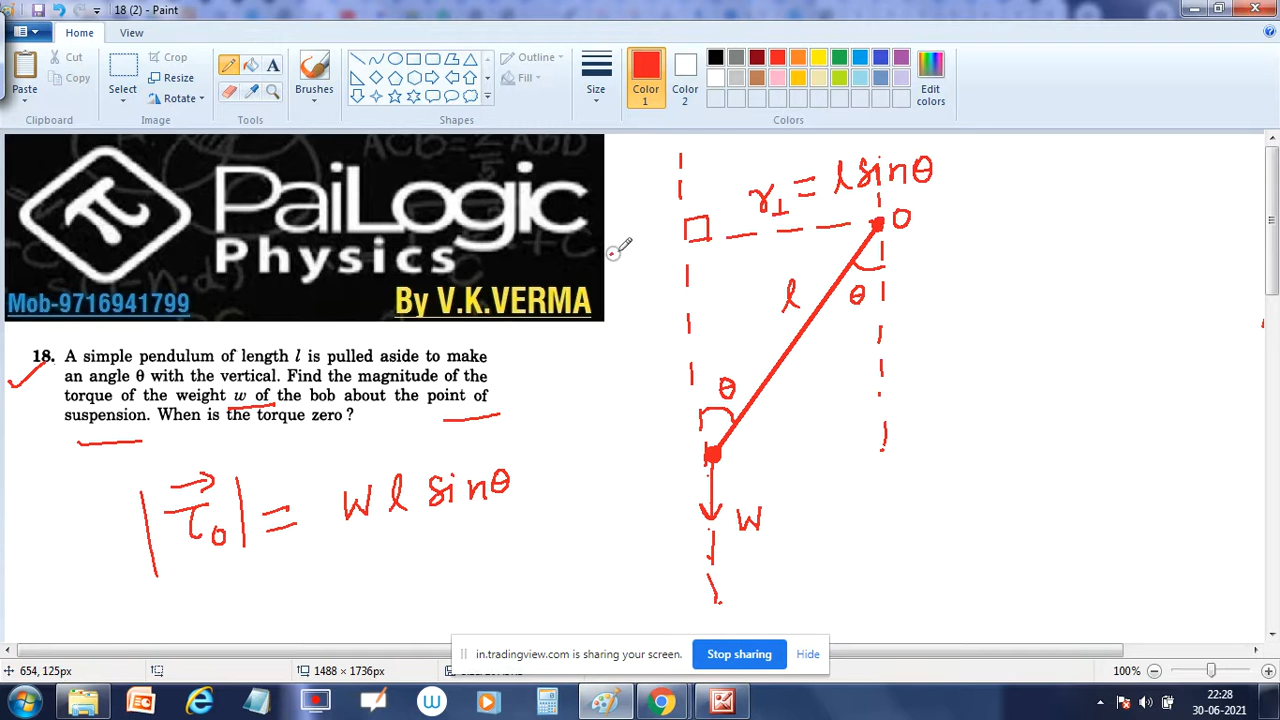 18 (2) - Paint
Home View
Paste
Cut
Copy
Clipboard
Select
Crop
Resize
Rotate
Image
A
Tools
Brushes
Outline
Fill
Shapes
Size
Color 1
Color 2
Edit colors
Colors
π PaiLogic
Physics
Mob-9716941799
By V.K.VERMA
18. A simple pendulum of length l is pulled aside to make
an angle θ with the vertical. Find the magnitude of the
torque of the weight w of the bob about the point of
suspension. When is the torque zero ?
|τ⃗₀| = W l sinθ
r⊥ = l sinθ
O
l
θ
θ
W
in.tradingview.com is sharing your screen. Stop sharing Hide
654, 125px
1488 × 1736px
100%
22:28
30-06-2021